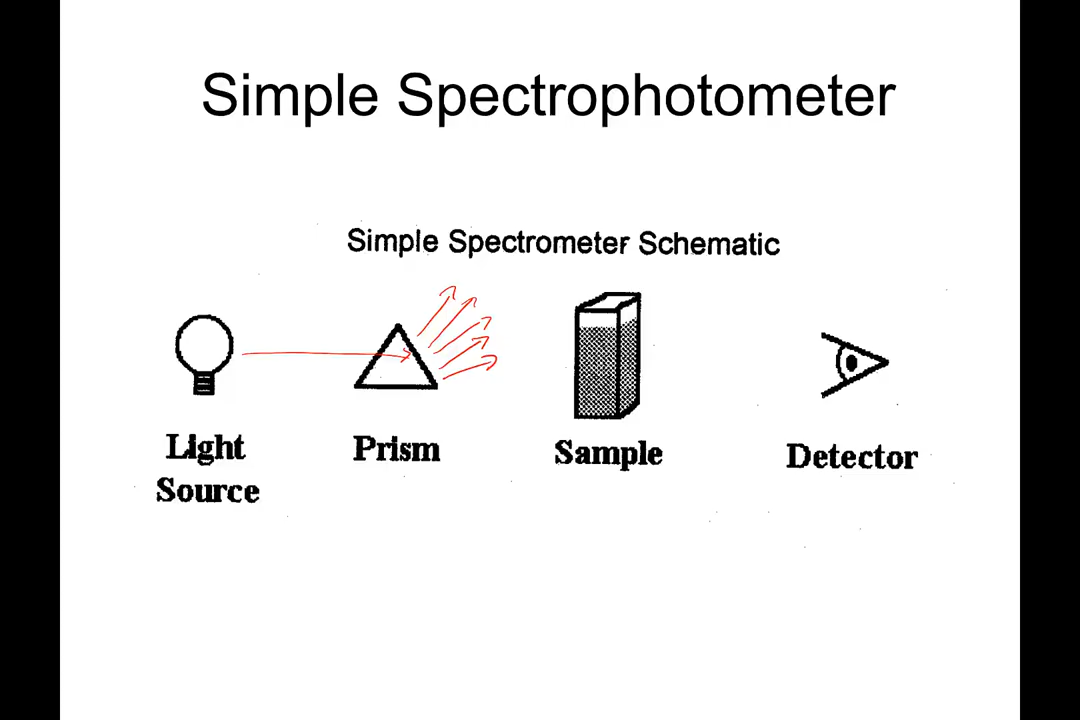 Simple Spectrophotometer
Simple Spectrometer Schematic
Light
Source
Prism
Sample
Detector